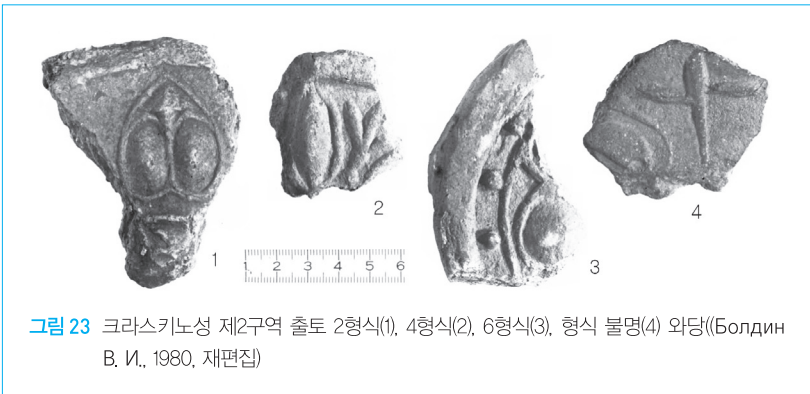 1
2
3
4
1 2 3 4 5 6
그림 23 크라스키노성 제2구역 출토 2형식(1), 4형식(2), 6형식(3), 형식 불명(4) 와당((Болдин
В. И., 1980, 재편집)